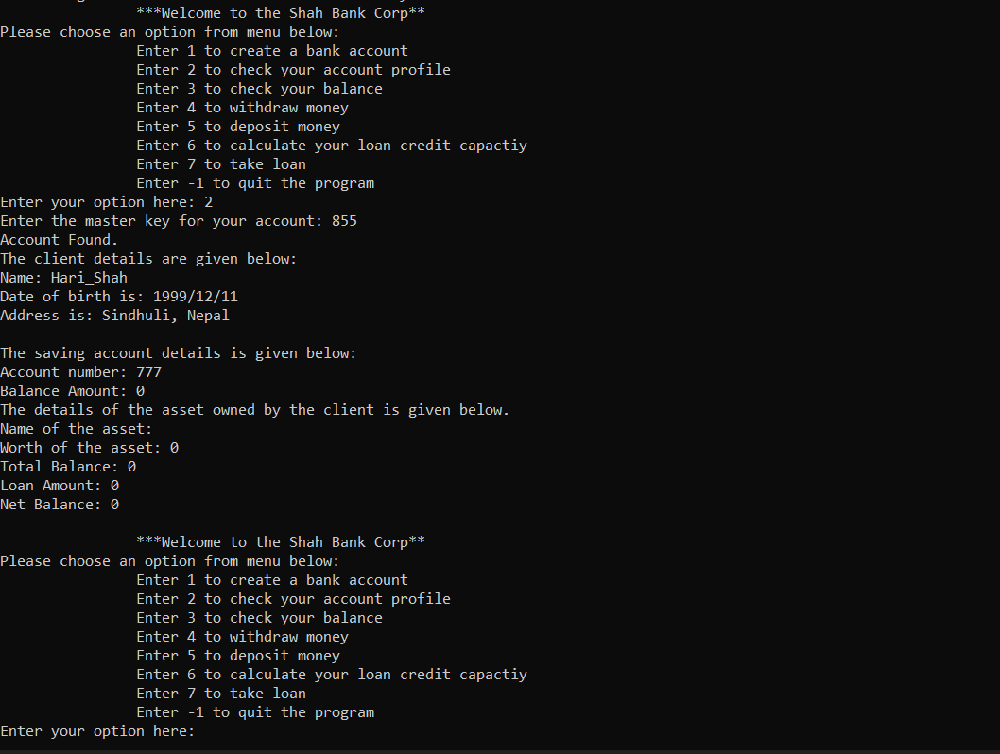 ***Welcome to the Shah Bank Corp**
Please choose an option from menu below:
Enter 1 to create a bank account
Enter 2 to check your account profile
Enter 3 to check your balance
Enter 4 to withdraw money
Enter 5 to deposit money
Enter 6 to calculate your loan credit capactiy
Enter 7 to take loan
Enter -1 to quit the program
Enter your option here: 2
Enter the master key for your account: 855
Account Found.
The client details are given below:
Name: Hari_Shah
Date of birth is: 1999/12/11
Address is: Sindhuli, Nepal
The saving account details is given below:
Account number: 777
Balance Amount: 0
The details of the asset owned by the client is given below.
Name of the asset:
Worth of the asset: 0
Total Balance: 0
Loan Amount: 0
Net Balance: 0
***Welcome to the Shah Bank Corp**
Please choose an option from menu below:
Enter 1 to create a bank account
Enter 2 to check your account profile
Enter 3 to check your balance
Enter 4 to withdraw money
Enter 5 to deposit money
Enter 6 to calculate your loan credit capactiy
Enter 7 to take loan
Enter -1 to quit the program
Enter your option here: